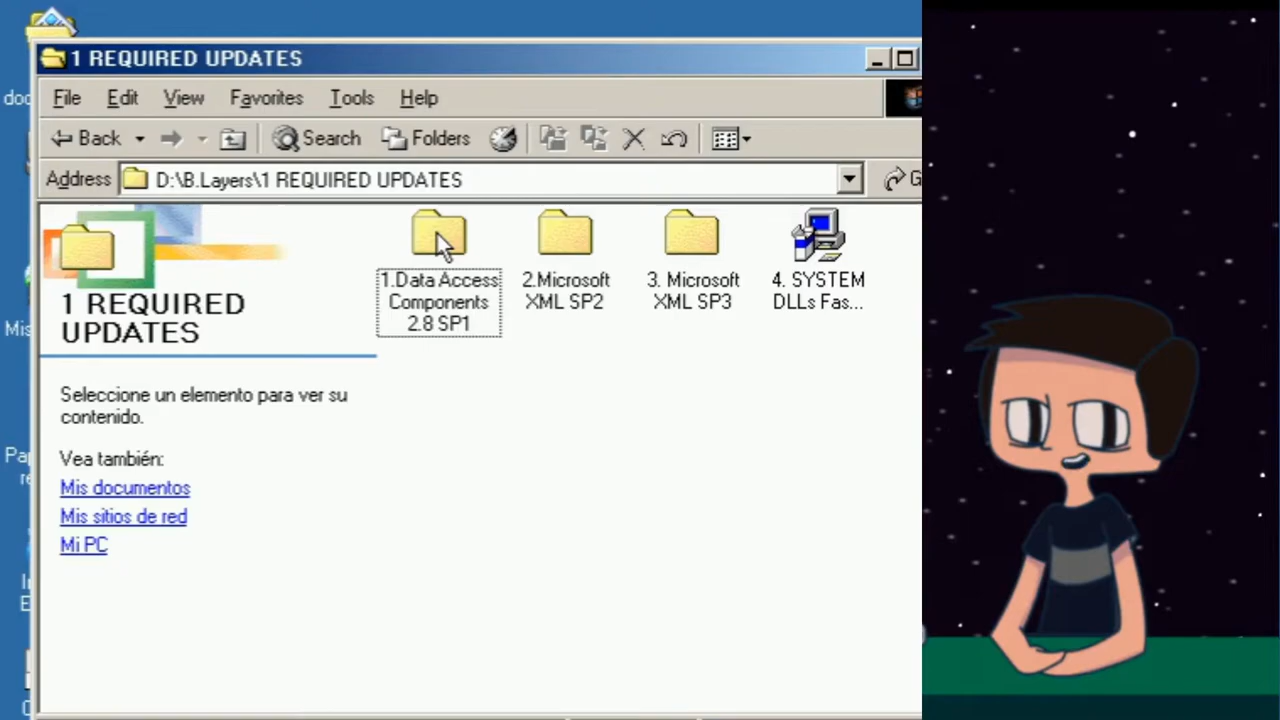 1 REQUIRED UPDATES
File Edit View Favorites Tools Help
Back Search Folders
Address D:\B.Layers\1 REQUIRED UPDATES G
1 REQUIRED
UPDATES
Seleccione un elemento para ver su
contenido.
Vea también:
Mis documentos
Mis sitios de red
Mi PC
1.Data Access
Components
2.8 SP1
2.Microsoft
XML SP2
3. Microsoft
XML SP3
4. SYSTEM
DLLs Fas...
doc
Mis